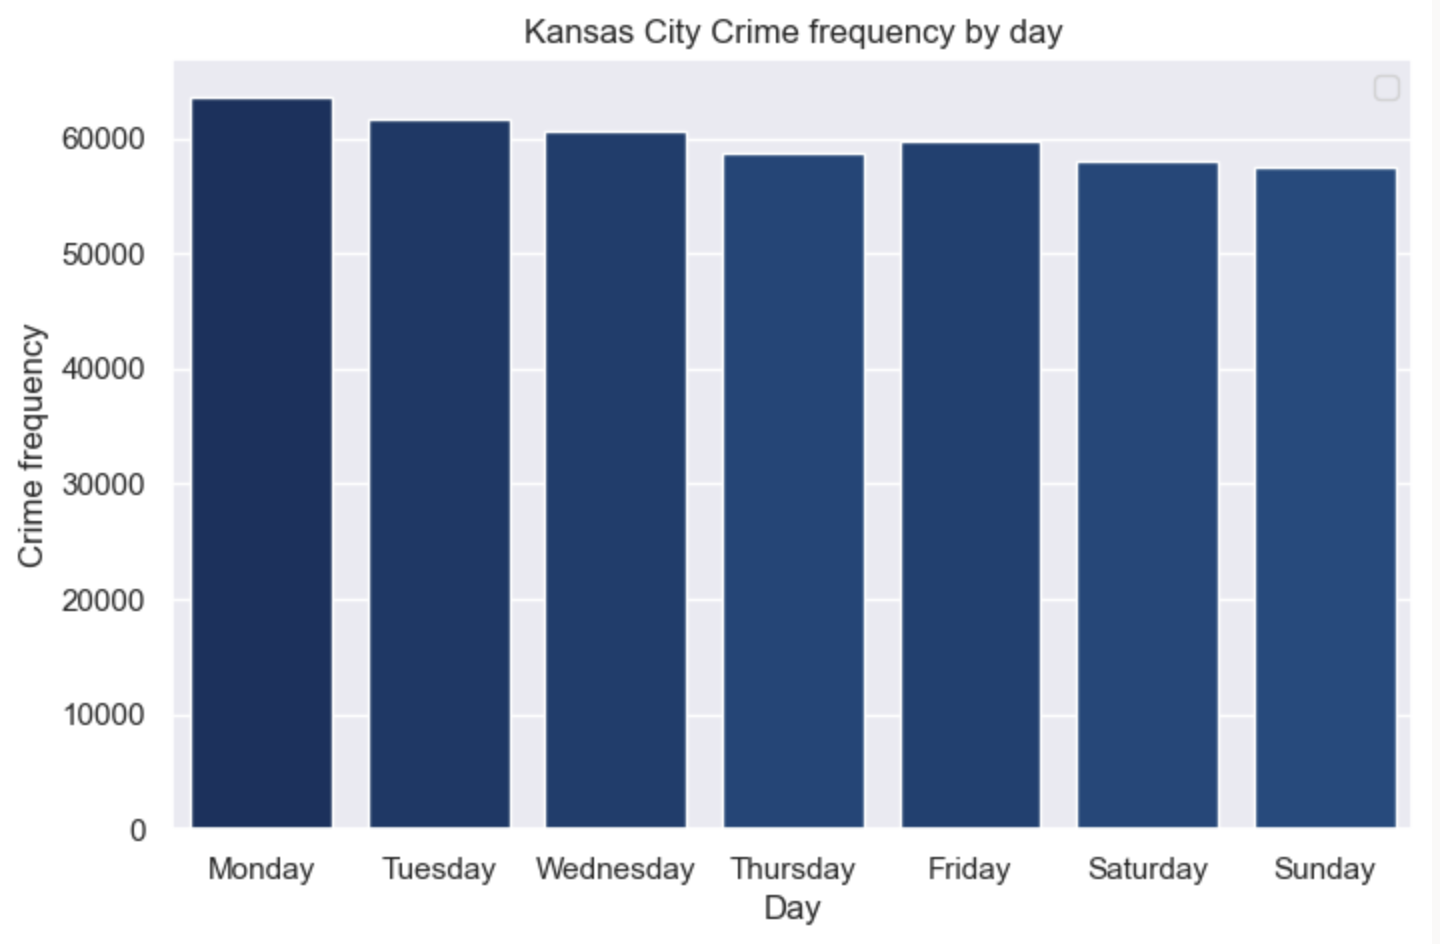 Kansas City Crime frequency by day
60000
50000
40000
30000
20000
10000
0
Crime frequency
Monday Tuesday Wednesday Thursday Friday Saturday Sunday
Day